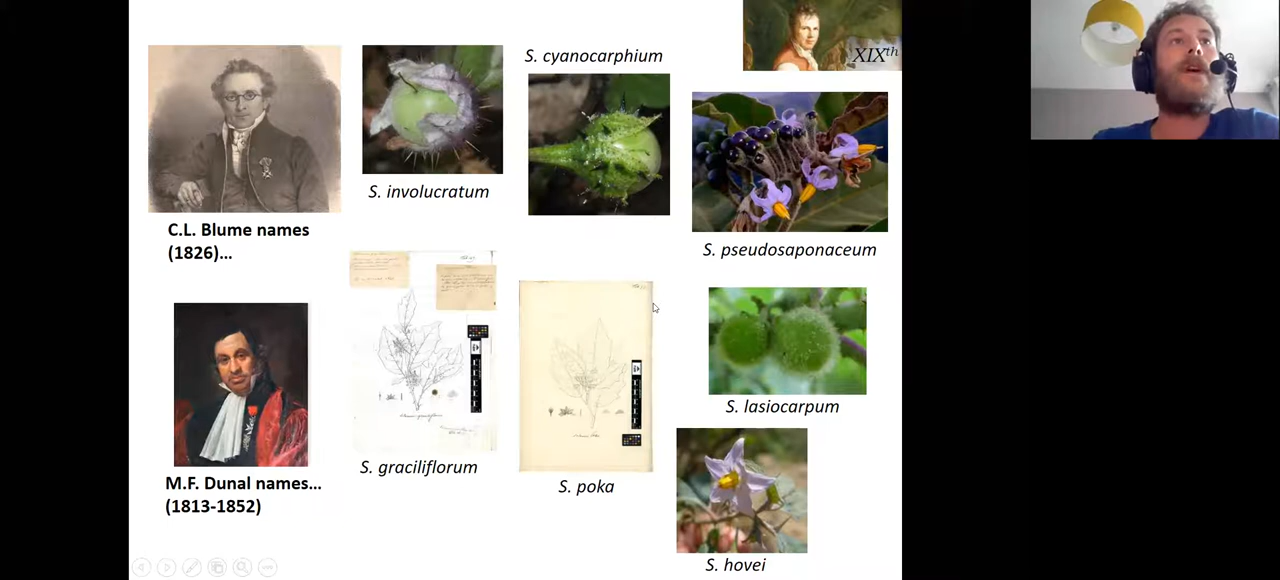 XIXth
S. cyanocarphium
S. involucratum
C.L. Blume names
(1826)…
S. pseudosaponaceum
S. lasiocarpum
S. graciliflorum
S. poka
M.F. Dunal names…
(1813-1852)
S. hovei